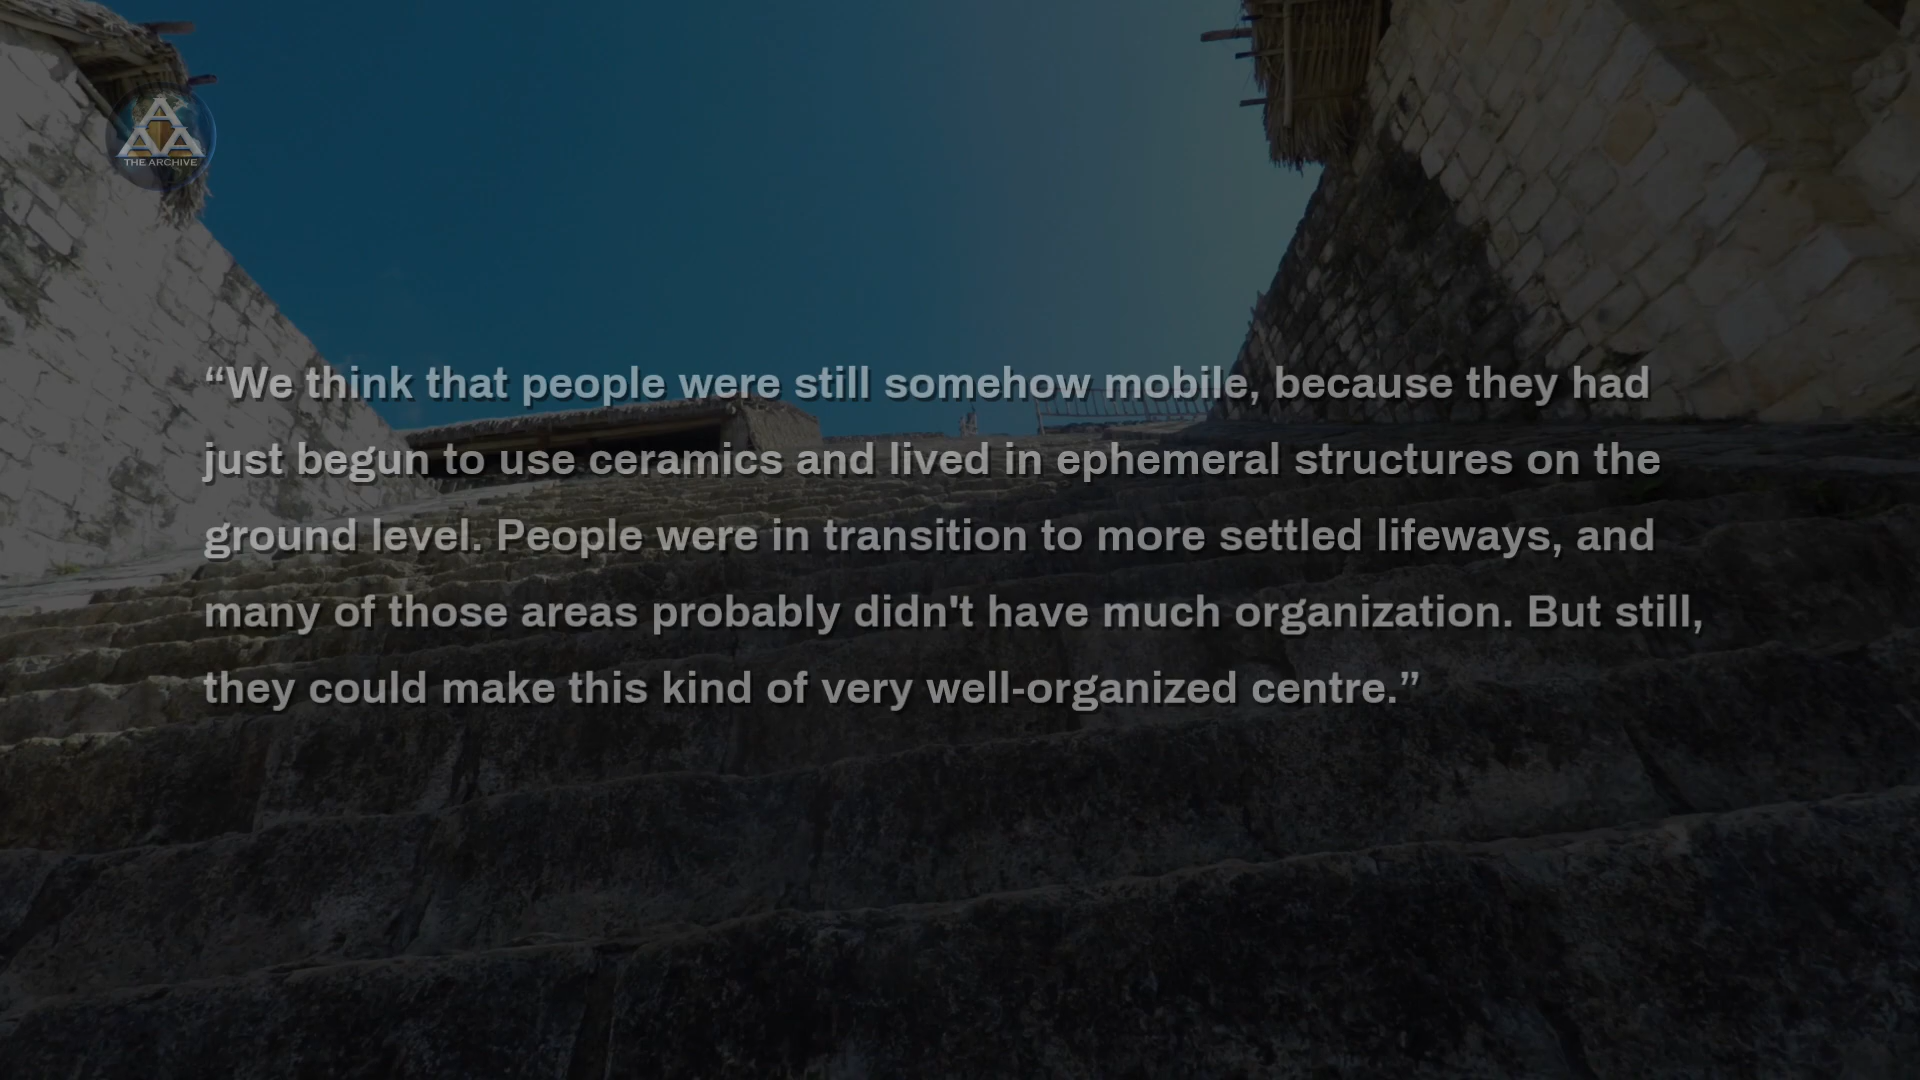 AAA
THE ARCHIVE
“We think that people were still somehow mobile, because they had
just begun to use ceramics and lived in ephemeral structures on the
ground level. People were in transition to more settled lifeways, and
many of those areas probably didn't have much organization. But still,
they could make this kind of very well-organized centre.”